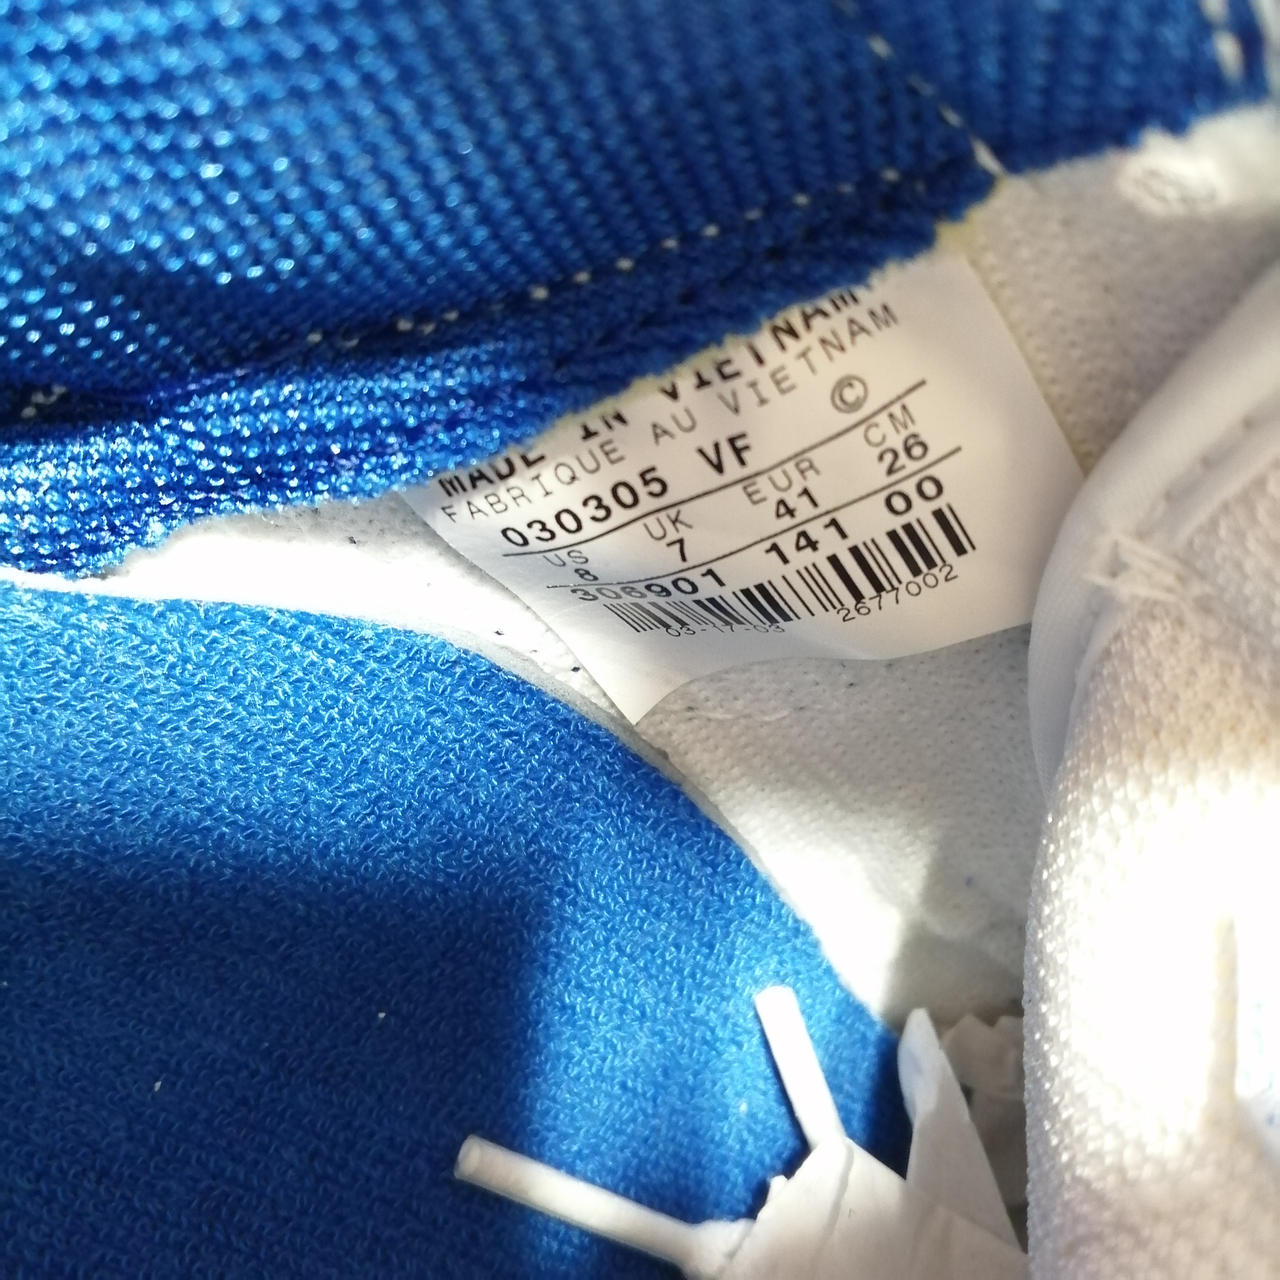 MADE IN VIETNAM
FABRIQUE AU VIETNAM
030305 VF ©
US UK EUR CM
8 7 41 26
306901 141 00
03-17-03 2677002